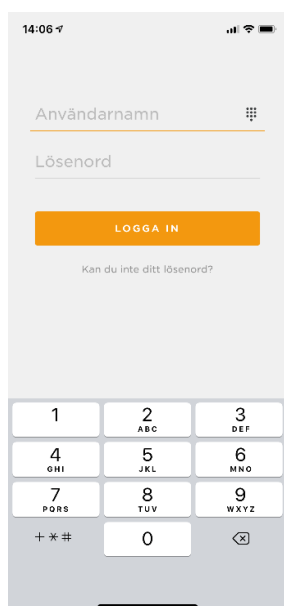 14:06
Användarnamn
Lösenord
LOGGA IN
Kan du inte ditt lösenord?
1 2 3
ABC DEF
4 5 6
GHI JKL MNO
7 8 9
PQRS TUV WXYZ
+*# 0